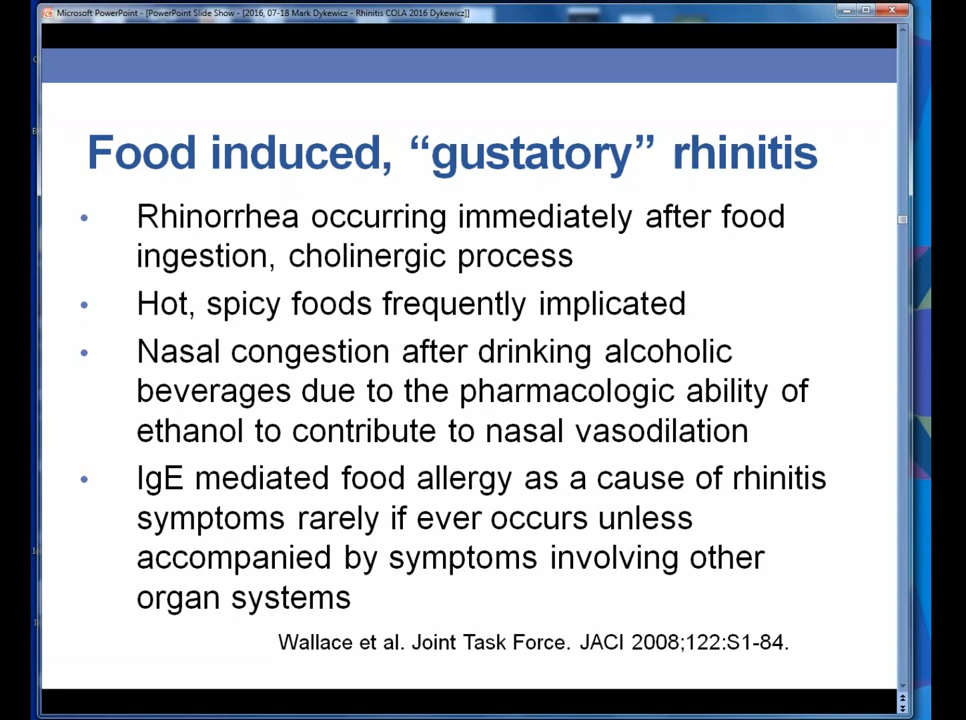 Microsoft PowerPoint - [PowerPoint Slide Show - [2016, 07-18 Mark Dykewicz - Rhinitis COLA 2016 Dykewicz]]
Food induced, “gustatory” rhinitis
• Rhinorrhea occurring immediately after food
ingestion, cholinergic process
• Hot, spicy foods frequently implicated
• Nasal congestion after drinking alcoholic
beverages due to the pharmacologic ability of
ethanol to contribute to nasal vasodilation
• IgE mediated food allergy as a cause of rhinitis
symptoms rarely if ever occurs unless
accompanied by symptoms involving other
organ systems
Wallace et al. Joint Task Force. JACI 2008;122:S1-84.